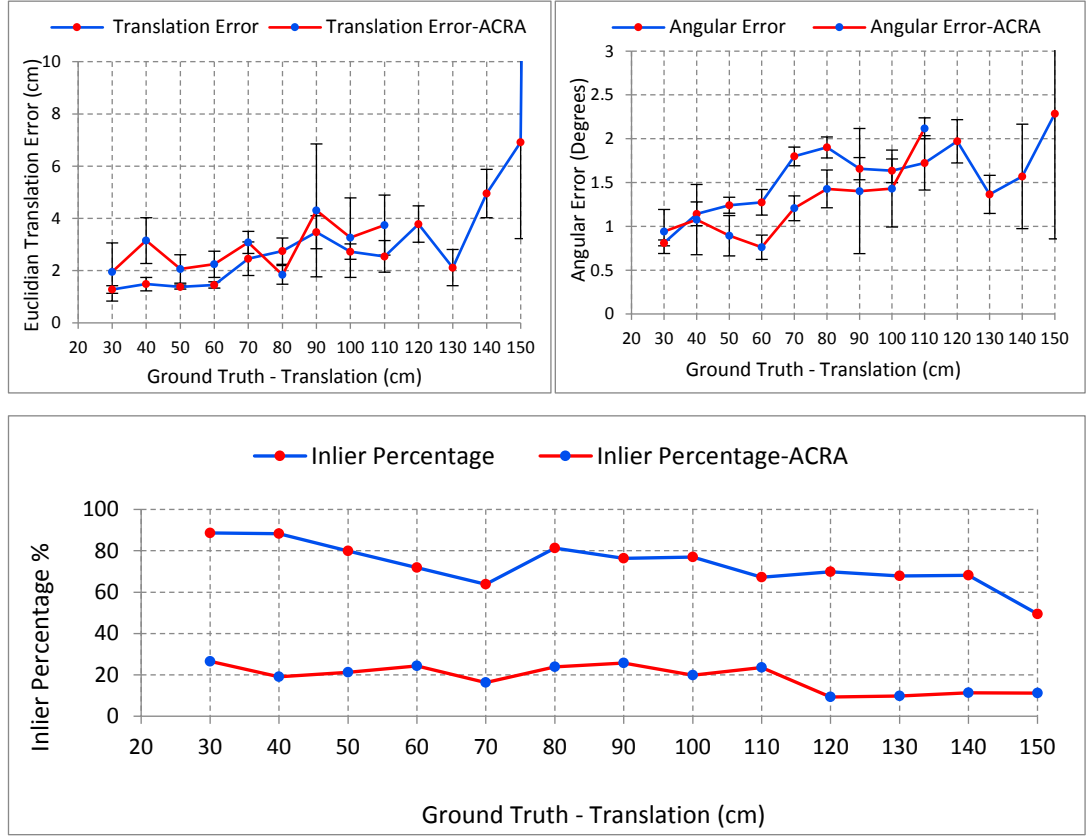 Translation Error Translation Error-ACRA
10
8
6
4
2
0
Euclidian Translation Error (cm)
20 30 40 50 60 70 80 90 100 110 120 130 140 150
Ground Truth - Translation (cm)
Angular Error Angular Error-ACRA
3
2.5
2
1.5
1
0.5
0
Angular Error (Degrees)
20 30 40 50 60 70 80 90 100 110 120 130 140 150
Ground Truth - Translation (cm)
Inlier Percentage Inlier Percentage-ACRA
100
80
60
40
20
0
Inlier Percentage %
20 30 40 50 60 70 80 90 100 110 120 130 140 150
Ground Truth - Translation (cm)